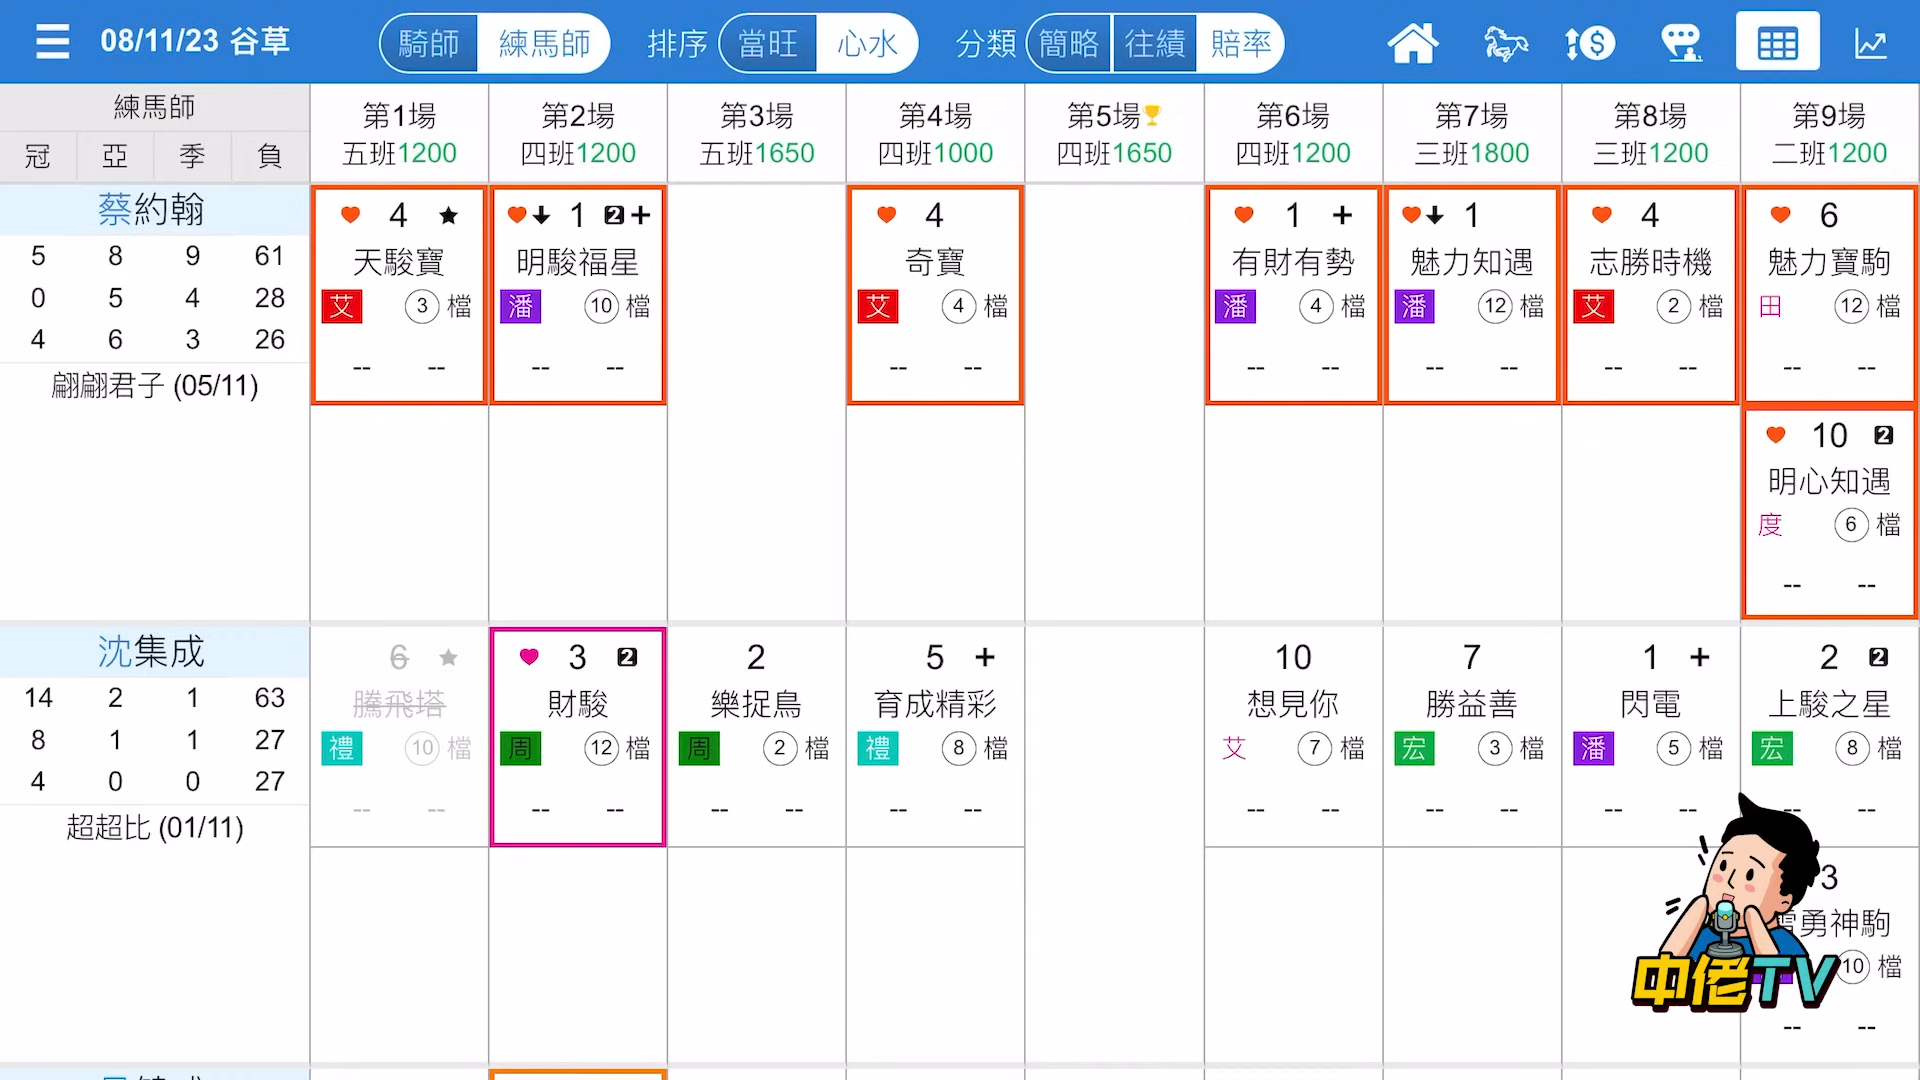 08/11/23 谷草
騎師 練馬師 排序 當旺 心水 分類 簡略 往績 賠率
練馬師
冠 亞 季 負
第1場 第2場 第3場 第4場 第5場 第6場 第7場 第8場 第9場
五班1200 四班1200 五班1650 四班1000 四班1650 四班1200 三班1800 三班1200 二班1200
蔡約翰
5 8 9 61
0 5 4 28
4 6 3 26
翩翩君子 (05/11)
4
天駿寶
艾 3 檔
-- --
1 2 +
明駿福星
潘 10 檔
-- --
4
奇寶
艾 4 檔
-- --
1 +
有財有勢
潘 4 檔
-- --
1
魅力知遇
潘 12 檔
-- --
4
志勝時機
艾 2 檔
-- --
6
魅力寶駒
田 12 檔
-- --
10 2
明心知遇
度 6 檔
-- --
沈集成
14 2 1 63
8 1 1 27
4 0 0 27
超超比 (01/11)
6
騰飛塔
禮 10 檔
-- --
3 2
財駿
周 12 檔
-- --
2
樂捉鳥
周 2 檔
-- --
5 +
育成精彩
禮 8 檔
-- --
10
想見你
艾 7 檔
-- --
7
勝益善
宏 3 檔
-- --
1 +
閃電
潘 5 檔
-- --
2 2
上駿之星
宏 8 檔
-- --
3
勇神駒
10 檔
-- --
中佬TV